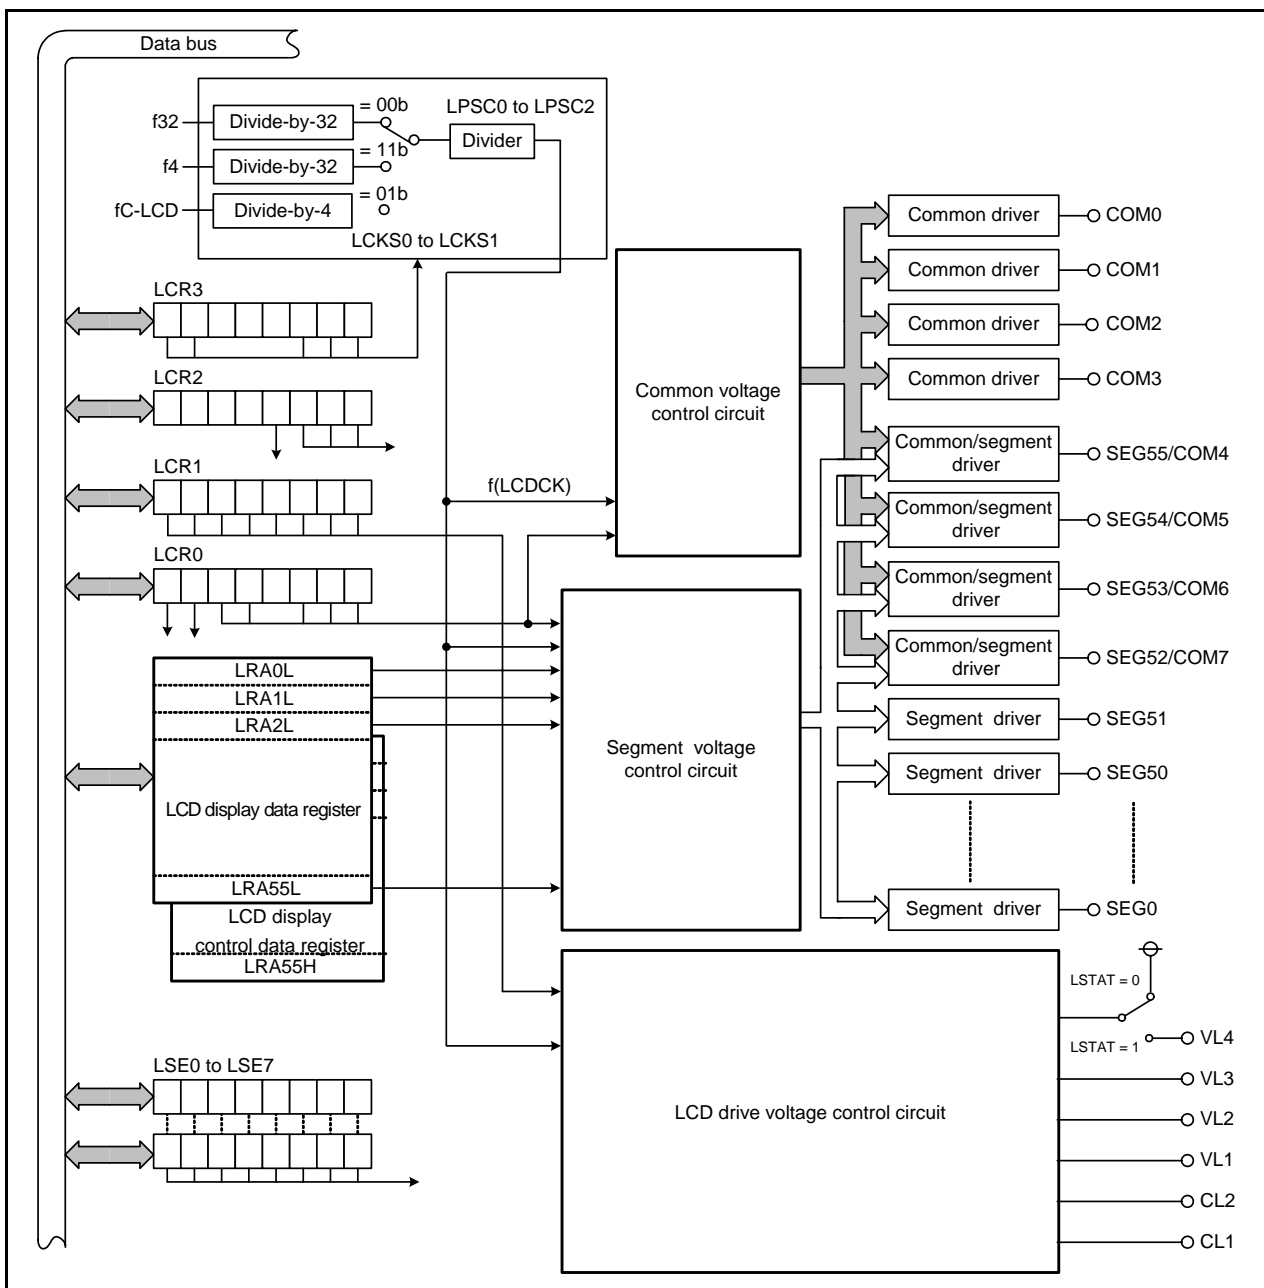 Data bus
= 00b
LPSC0 to LPSC2
f32
Divide-by-32
Divider
= 11b
f4
Divide-by-32
= 01b
fC-LCD
Divide-by-4
LCKS0 to LCKS1
LCR3
LCR2
LCR1
LCR0
f(LCDCK)
Common voltage
control circuit
Common driver
COM0
Common driver
COM1
Common driver
COM2
Common driver
COM3
Common/segment
driver
SEG55/COM4
Common/segment
driver
SEG54/COM5
Common/segment
driver
SEG53/COM6
Common/segment
driver
SEG52/COM7
Segment driver
SEG51
Segment driver
SEG50
Segment driver
SEG0
LRA0L
LRA1L
LRA2L
LCD display data register
LRA55L
LCD display
control data register
LRA55H
Segment voltage
control circuit
LSE0 to LSE7
LCD drive voltage control circuit
LSTAT = 0
LSTAT = 1
VL4
VL3
VL2
VL1
CL2
CL1